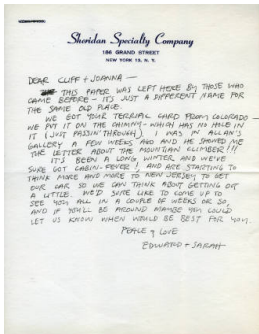 Sheridan Specialty Company
186 GRAND STREET
NEW YORK 13, N. Y.
DEAR CLIFF & JOANNA —
THIS PAPER WAS LEFT HERE BY THOSE WHO
CAME BEFORE — IT'S JUST A DIFFERENT NAME FOR
THE SAME OLD PLACE.
WE GOT YOUR TERRIAL CARD FROM COLORADO —
WE PUT IT ON THE CHIMNY — WHICH HAS NO HOLE IN
IT (JUST PASSIN THROUGH). I WAS IN ALLAN'S
GALLERY A FEW WEEKS AGO AND HE SHOWED ME
THE LETTER ABOUT THE MOUNTIAN CLIMBER!!!
IT'S BEEN A LONG, WINTER, AND WE'VE
SURE GOT CABIN FEVER & AND ARE STARTING TO
THINK MORE AND MORE TO NEW JERSEY TO GET
OUR CAR SO WE CAN THINK ABOUT GETTING OUT
A LITTLE. WE'D SURE LIKE TO COME UP TO
SEE YOU ALL IN A COUPLE OF WEEKS OR SO,
AND IF YOU'LL BE AROUND MAYBE YOU COULD
LET US KNOW WHEN WOULD BE BEST FOR YOU.
PEACE & LOVE
EDWARD & SARAH